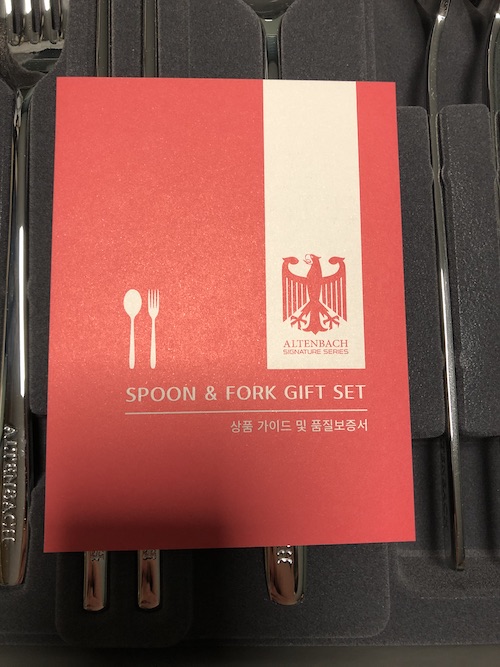 ALTENBACH
SIGNATURE SERIES
SPOON & FORK GIFT SET
상품 가이드 및 품질보증서
ALTENBACH